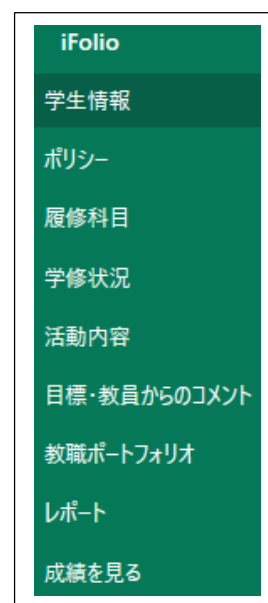 iFolio
学生情報
ポリシー
履修科目
学修状況
活動内容
目標・教員からのコメント
教職ポートフォリオ
レポート
成績を見る